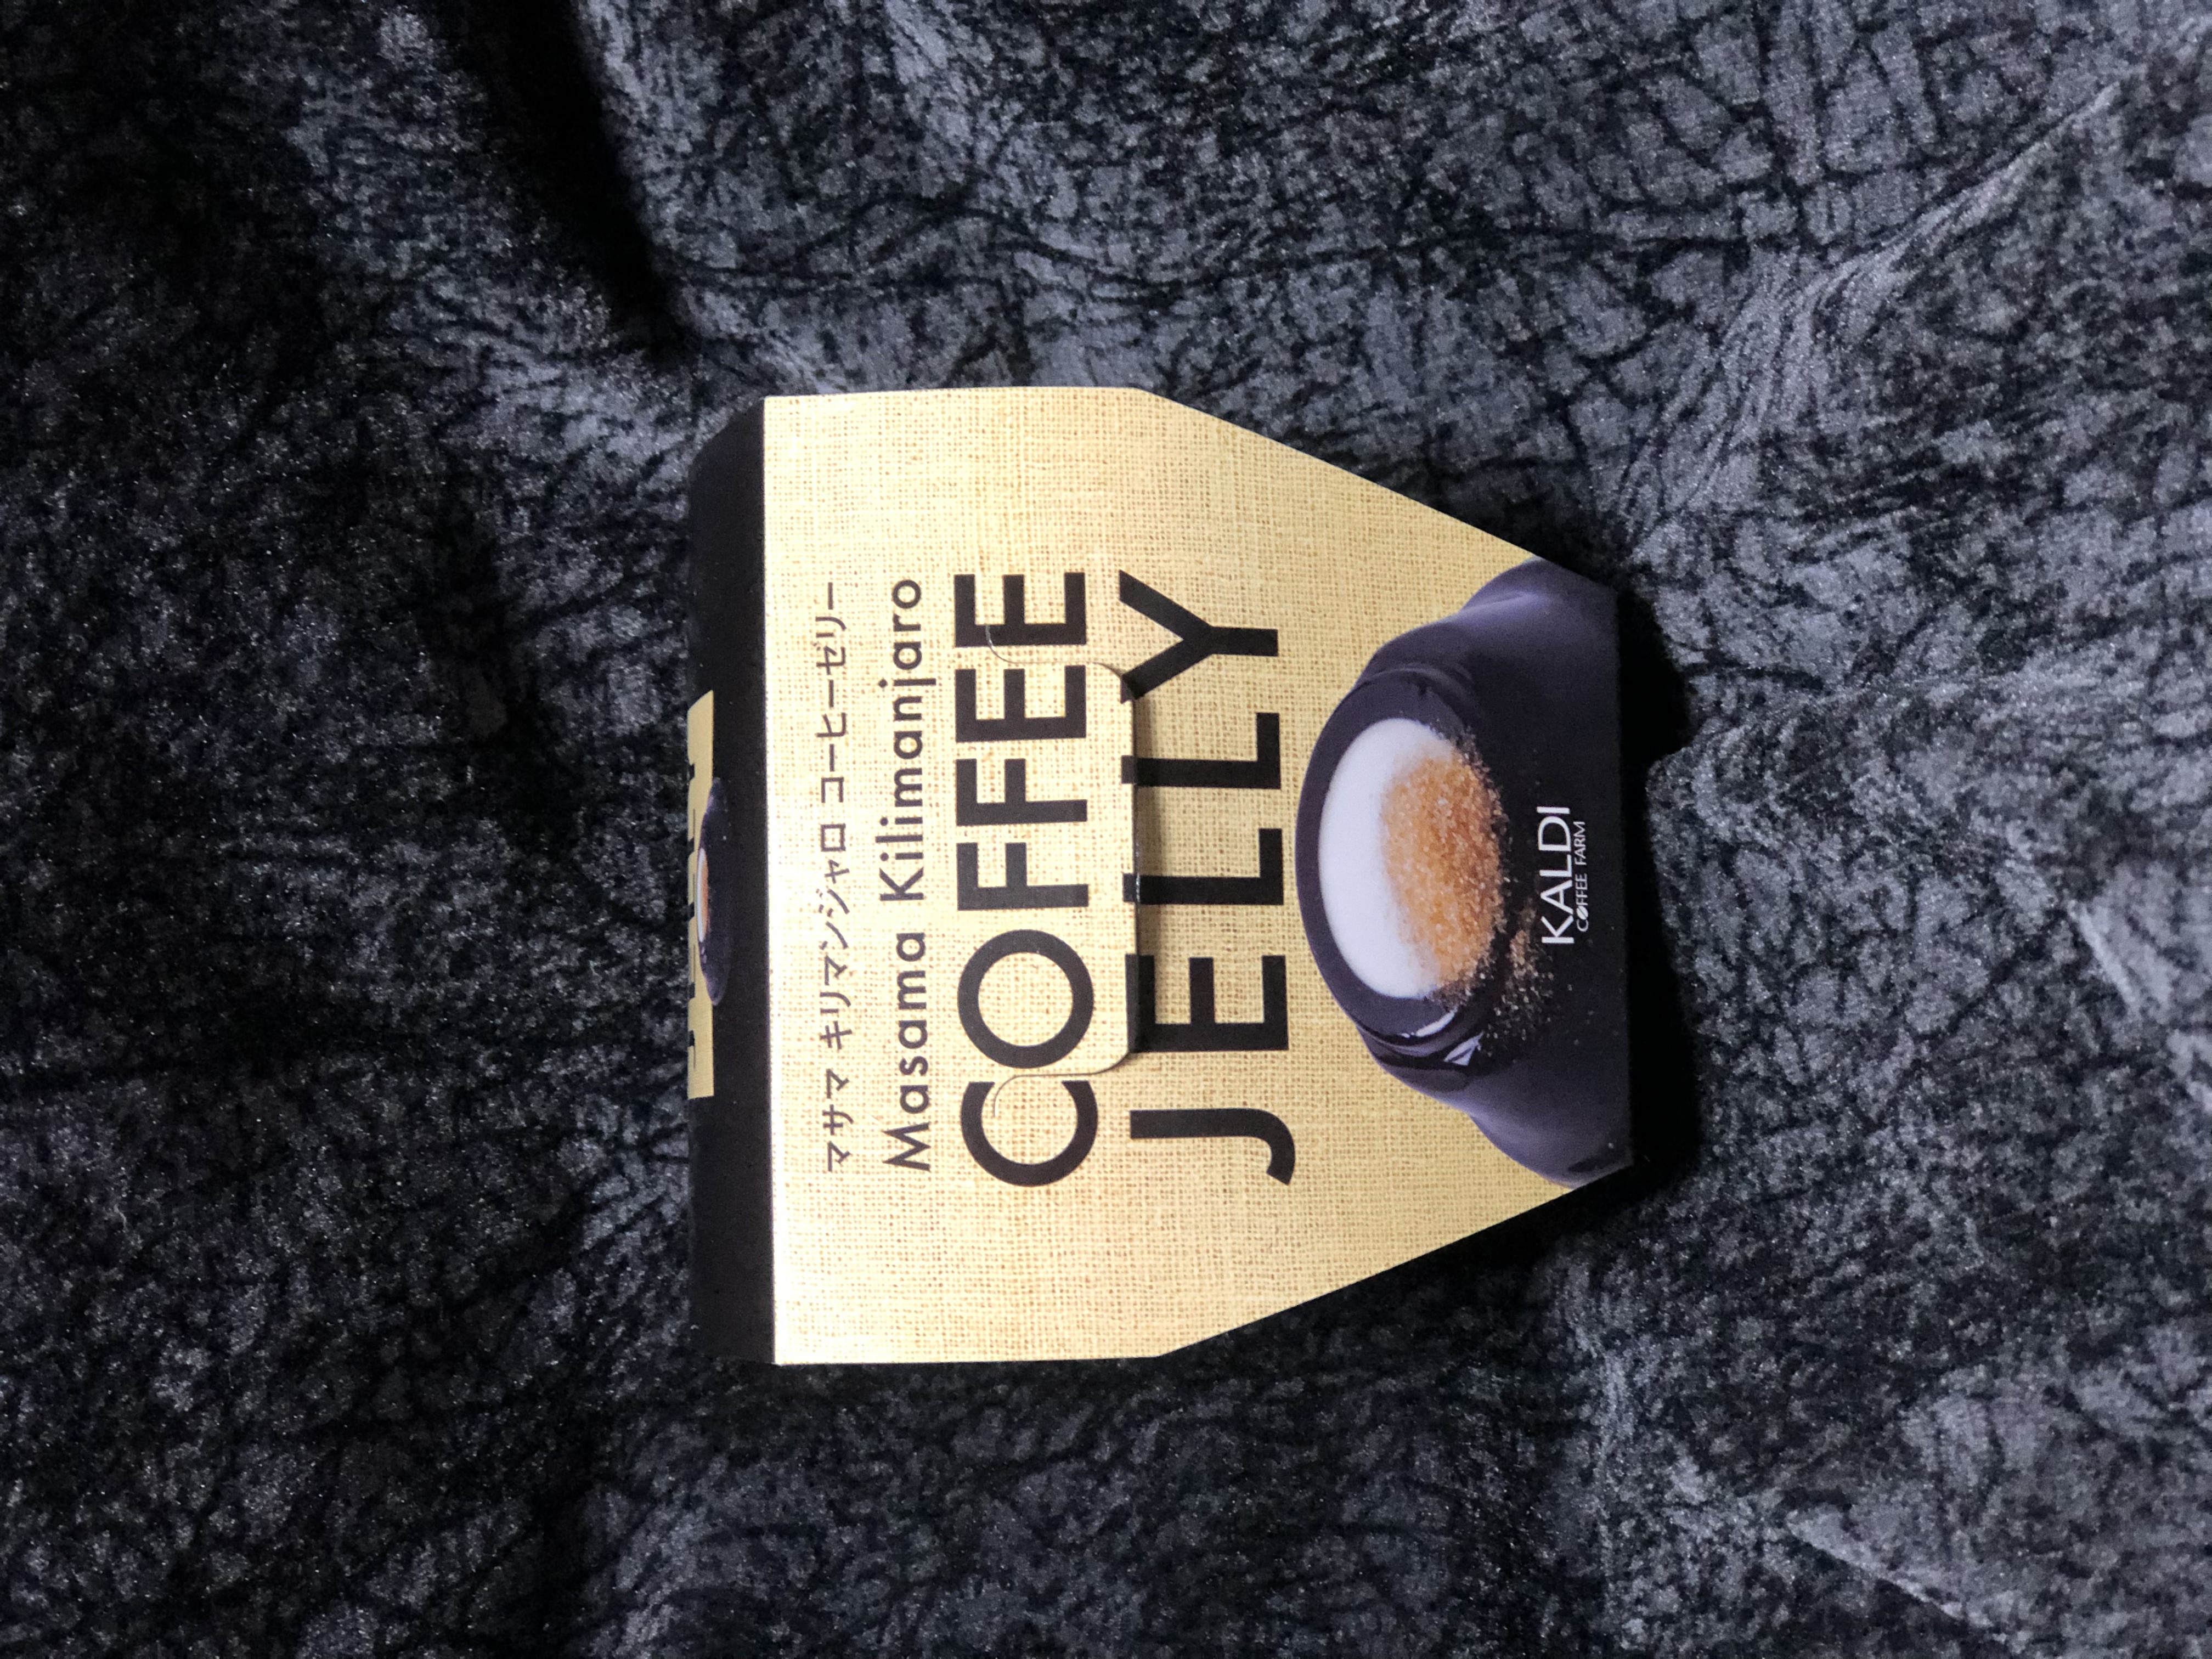 マサマ キリマンジャロ コーヒーゼリー
Masama Kilimanjaro
COFFEE
JELLY
KALDI
COFFEE FARM